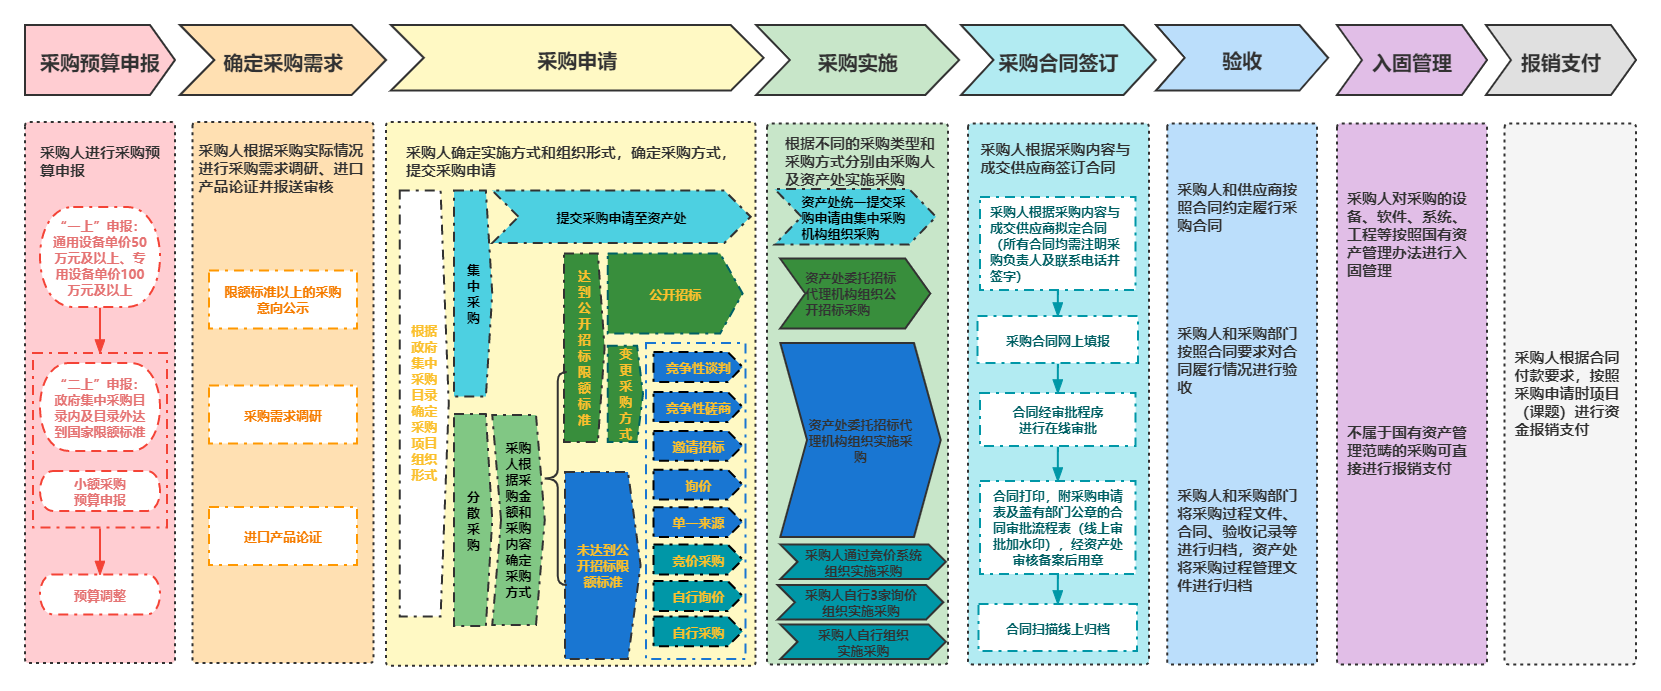 采购预算申报
确定采购需求
采购申请
采购实施
采购合同签订
验收
入固管理
报销支付
采购人进行采购预
算申报
“一上”申报：
通用设备单价50
万元及以上、专
用设备单价100
万元及以上
“二上”申报：
政府集中采购目
录内及目录外达
到国家限额标准
小额采购
预算申报
预算调整
采购人根据采购实际情况
进行采购需求调研、进口
产品论证并报送审核
限额标准以上的采购
意向公示
采购需求调研
进口产品论证
采购人确定实施方式和组织形式，确定采购方式，
提交采购申请
根据
政府
集中
采购
目录
确定
采购
项目
组织
形式
集中采购
分散采购
提交采购申请至资产处
采购
人根
据采
购金
额和
采购
内容
确定
采购
方式
达到公开招标限额标准
公开招标
变更采购方式
未达到公
开招标限
额标准
竞争性谈判
竞争性磋商
邀请招标
询价
单一来源
竞价采购
自行询价
自行采购
根据不同的采购类型和
采购方式分别由采购人
及资产处实施采购
资产处统一提交采
购申请由集中采购
机构组织采购
资产处委托招标
代理机构组织公
开招标采购
资产处委托招标代
理机构组织实施采
购
采购人通过竞价系统
组织实施采购
采购人自行3家询价
组织实施采购
采购人自行组织
实施采购
采购人根据采购内容与
成交供应商签订合同
采购人根据采购内容与
成交供应商拟定合同
（所有合同均需注明采
购负责人及联系电话并
签字）
采购合同网上填报
合同经审批程序
进行在线审批
合同打印，附采购申请
表及盖有部门公章的合
同审批流程表（线上审
批加水印），经资产处
审核备案后用章
合同扫描线上归档
采购人和供应商按
照合同约定履行采
购合同
采购人和采购部门
按照合同要求对合
同履行情况进行验
收
采购人和采购部门
将采购过程文件、
合同、验收记录等
进行归档，资产处
将采购过程管理文
件进行归档
采购人对采购的设
备、软件、系统、
工程等按照国有资
产管理办法进行入
固管理
不属于国有资产管
理范畴的采购可直
接进行报销支付
采购人根据合同
付款要求，按照
采购申请时项目
（课题）进行资
金报销支付